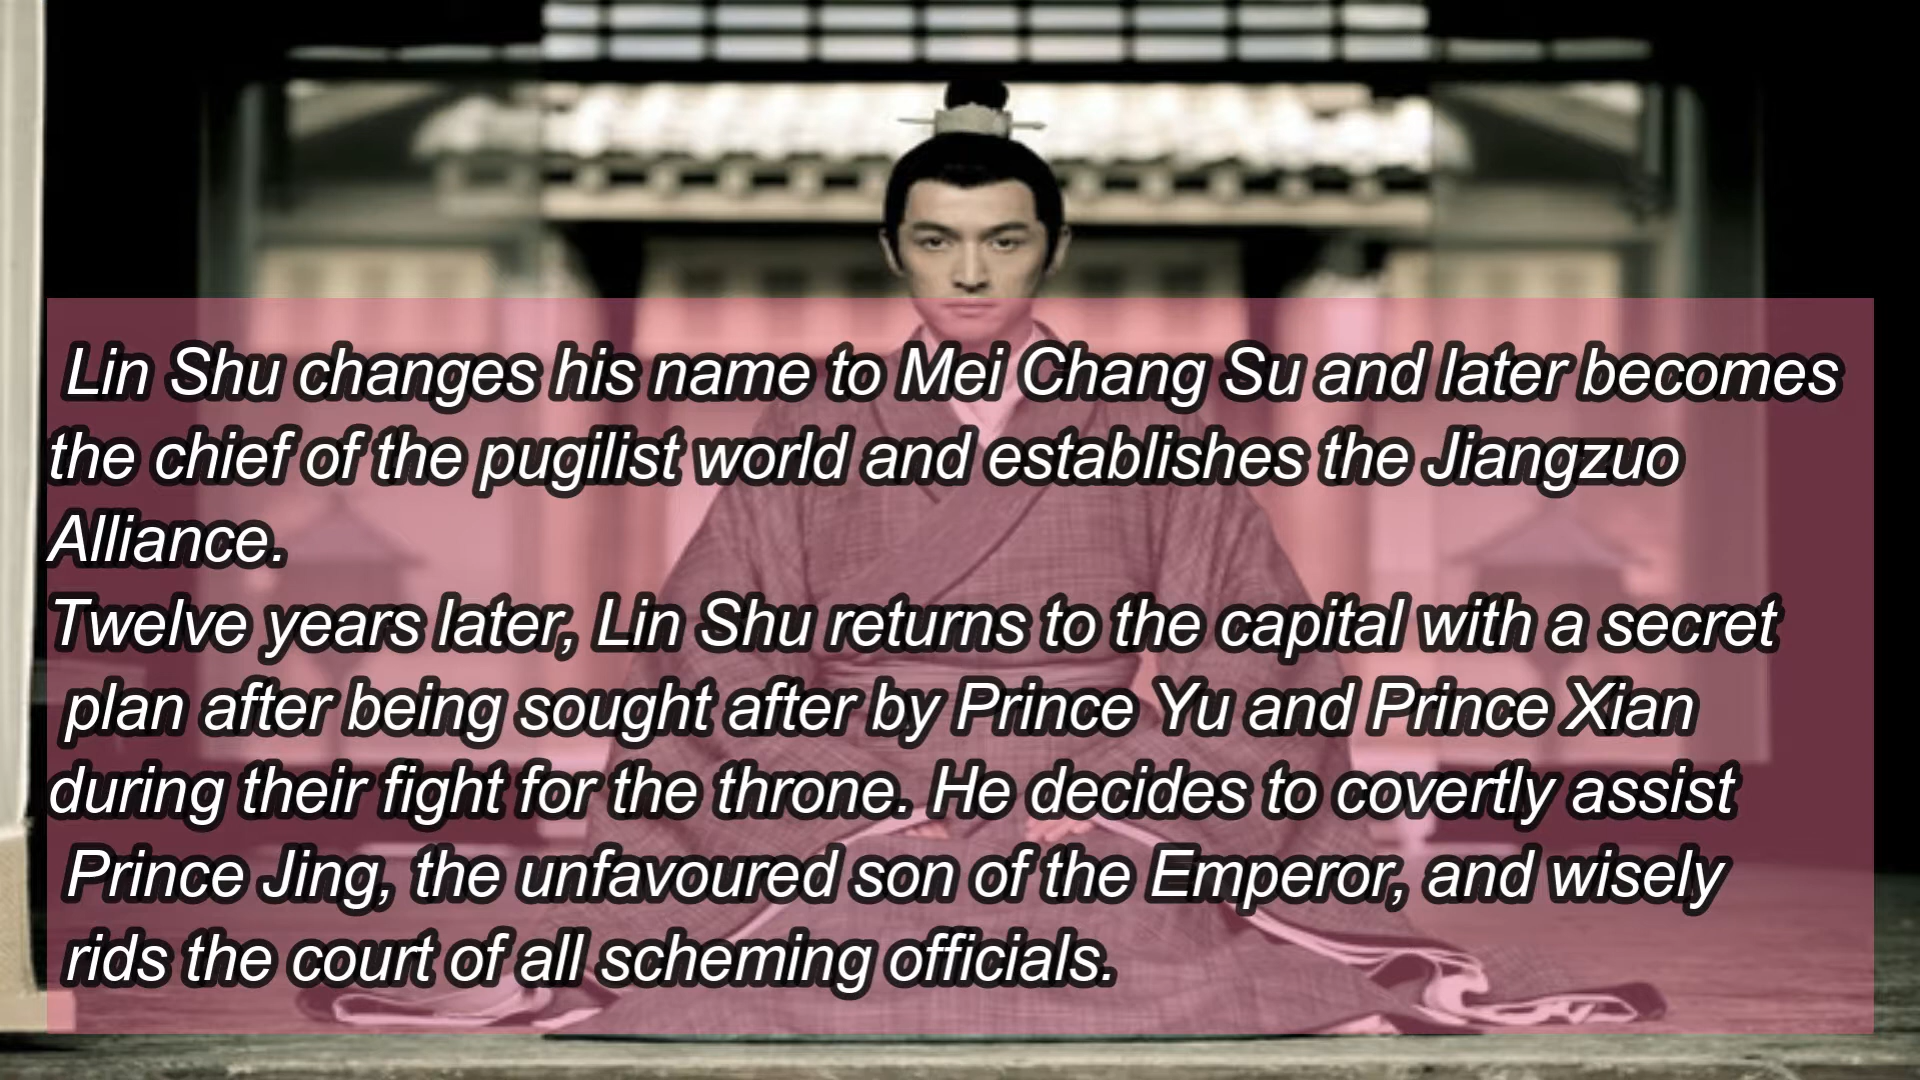 Lin Shu changes his name to Mei Chang Su and later becomes
the chief of the pugilist world and establishes the Jiangzuo
Alliance.
Twelve years later, Lin Shu returns to the capital with a secret
plan after being sought after by Prince Yu and Prince Xian
during their fight for the throne. He decides to covertly assist
Prince Jing, the unfavoured son of the Emperor, and wisely
rids the court of all scheming officials.